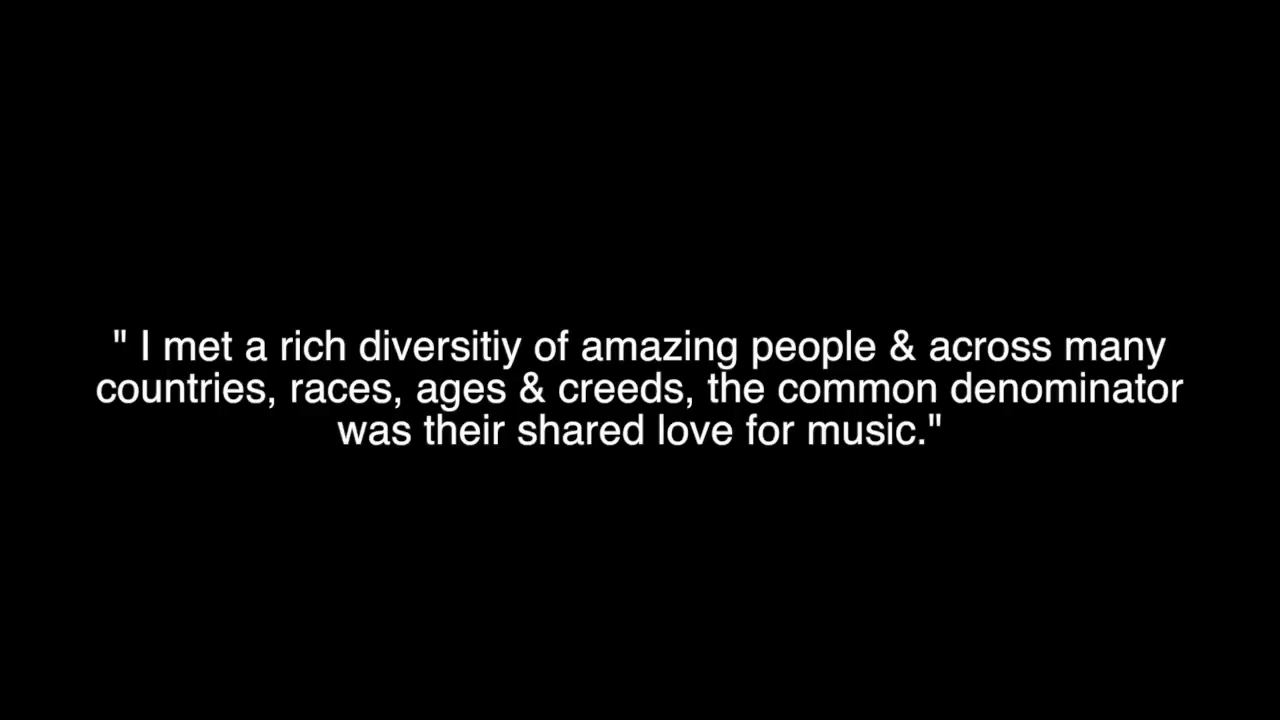 " I met a rich diversitiy of amazing people & across many
countries, races, ages & creeds, the common denominator
was their shared love for music."